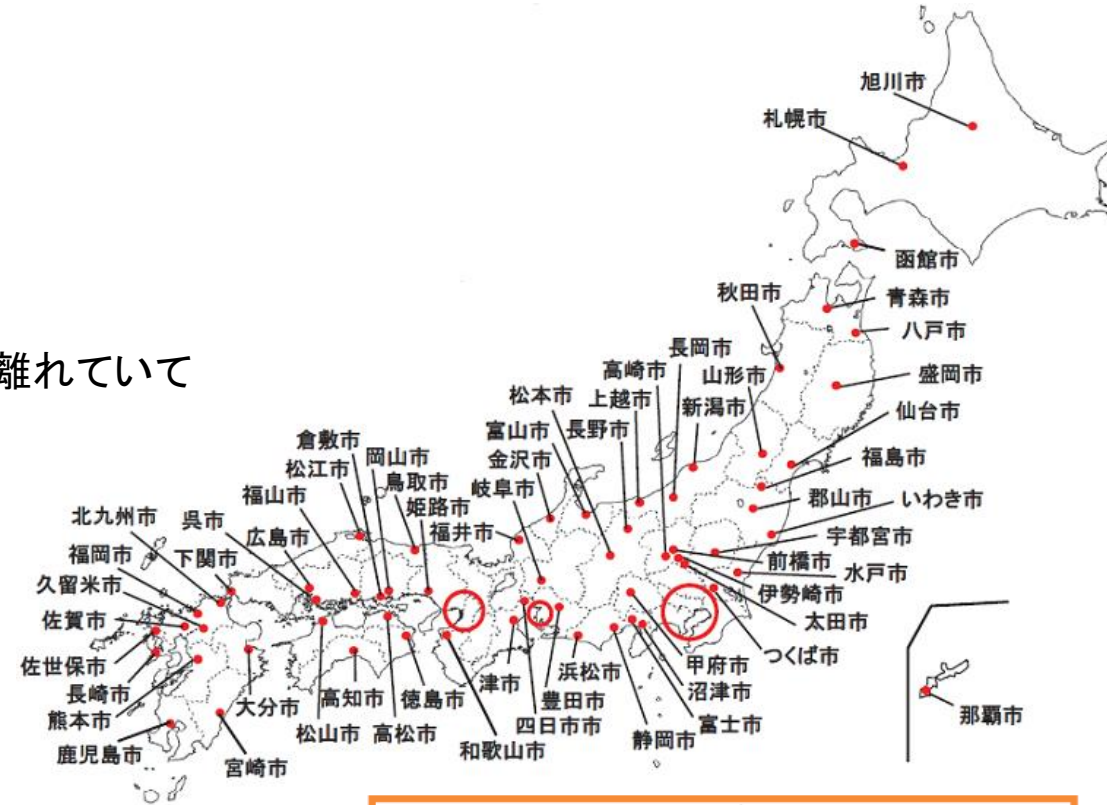 旭川市
札幌市
函館市
青森市
八戸市
盛岡市
秋田市
仙台市
福島市
郡山市
いわき市
宇都宮市
前橋市
水戸市
伊勢崎市
太田市
つくば市
甲府市
沼津市
富士市
静岡市
浜松市
豊田市
四日市市
津市
和歌山市
長岡市
高崎市
山形市
松本市
上越市
新潟市
富山市
長野市
金沢市
岐阜市
福井市
離れていて
倉敷市
岡山市
松江市
鳥取市
福山市
姫路市
北九州市
呉市
広島市
福岡市
下関市
久留米市
佐賀市
佐世保市
長崎市
熊本市
鹿児島市
大分市
宮崎市
高知市
徳島市
松山市
高松市
那覇市